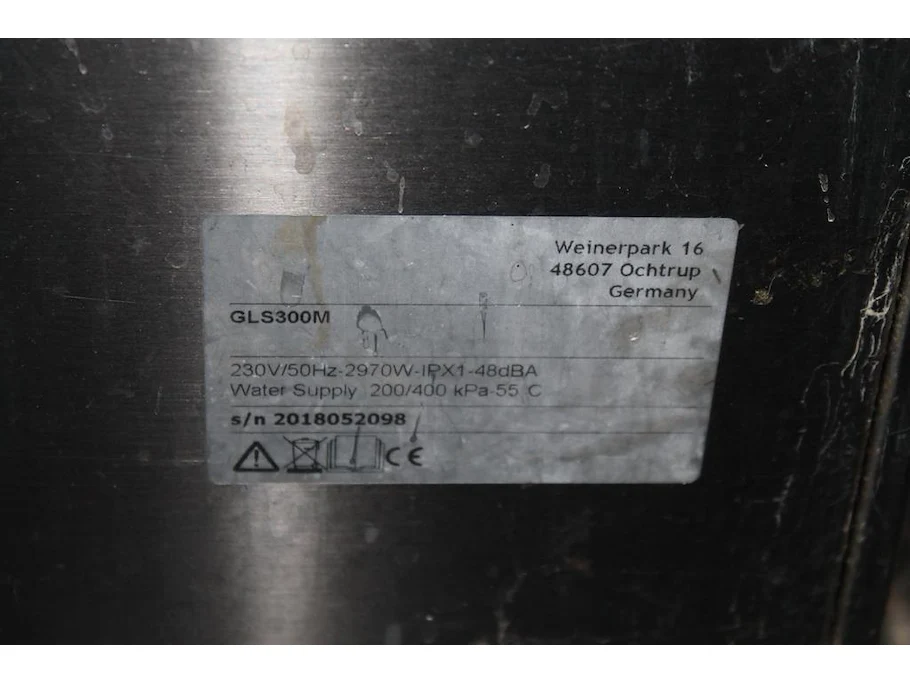 Weinerpark 16
48607 Ochtrup
Germany
GLS300M
230V/50Hz-2970W-IPX1-48dBA
Water Supply 200/400 kPa-55 C
s/n 2018052098
CE